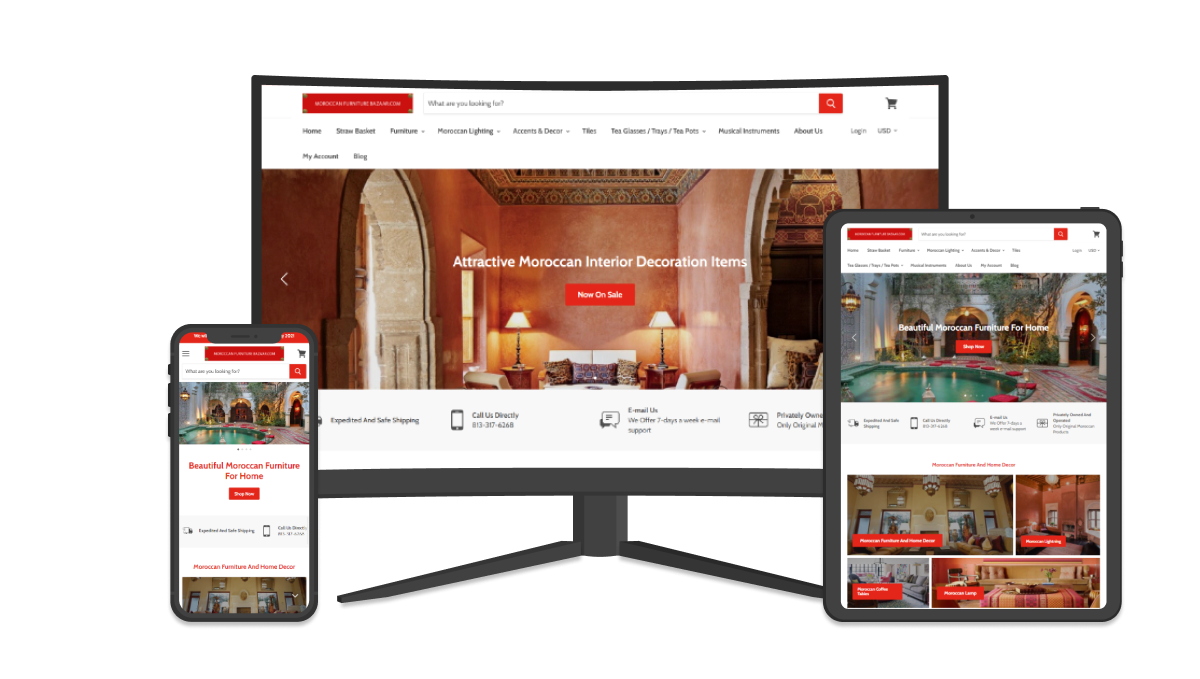 MOROCCAN FURNITURE BAZAAR.COM
What are you looking for?
Home Straw Basket Furniture Moroccan Lighting Accents & Decor Tiles Tea Glasses / Trays / Tea Pots Musical Instruments About Us Login USD
My Account Blog
Attractive Moroccan Interior Decoration Items
Now On Sale
Expedited And Safe Shipping
Call Us Directly
813-317-6268
E-mail Us
We Offer 7-days a week e-mail
support
Privately Owne
Only Original M
2021
MOROCCAN FURNITURE BAZAAR.COM
What are you looking for?
Beautiful Moroccan Furniture
For Home
Shop Now
Expedited And Safe Shipping
Call Us Directly
813-317-6268
Moroccan Furniture And Home Decor
MOROCCAN FURNITURE BAZAAR.COM
What are you looking for?
Home Straw Basket Furniture Moroccan Lighting Accents & Decor Tiles Login USD
Tea Glasses / Trays / Tea Pots Musical Instruments About Us My Account Blog
Beautiful Moroccan Furniture For Home
Shop Now
Expedited And Safe
Shipping
Call Us Directly
813-317-6268
E-mail Us
We Offer 7-days a
week e-mail support
Privately Owned And
Operated
Only Original Moroccan
Products
Moroccan Furniture And Home Decor
Moroccan Furniture And Home Decor
Moroccan Lightning
Moroccan Coffee
Tables
Moroccan Lamp